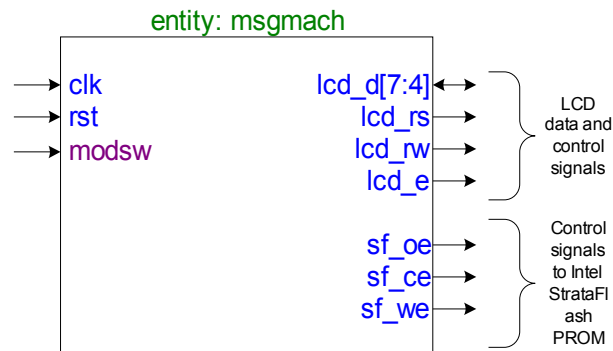 entity: msgmach
clk
rst
modsw
lcd_d[7:4]
lcd_rs
lcd_rw
lcd_e
sf_oe
sf_ce
sf_we
LCD
data and
control
signals
Control
signals
to Intel
StrataFl
ash
PROM